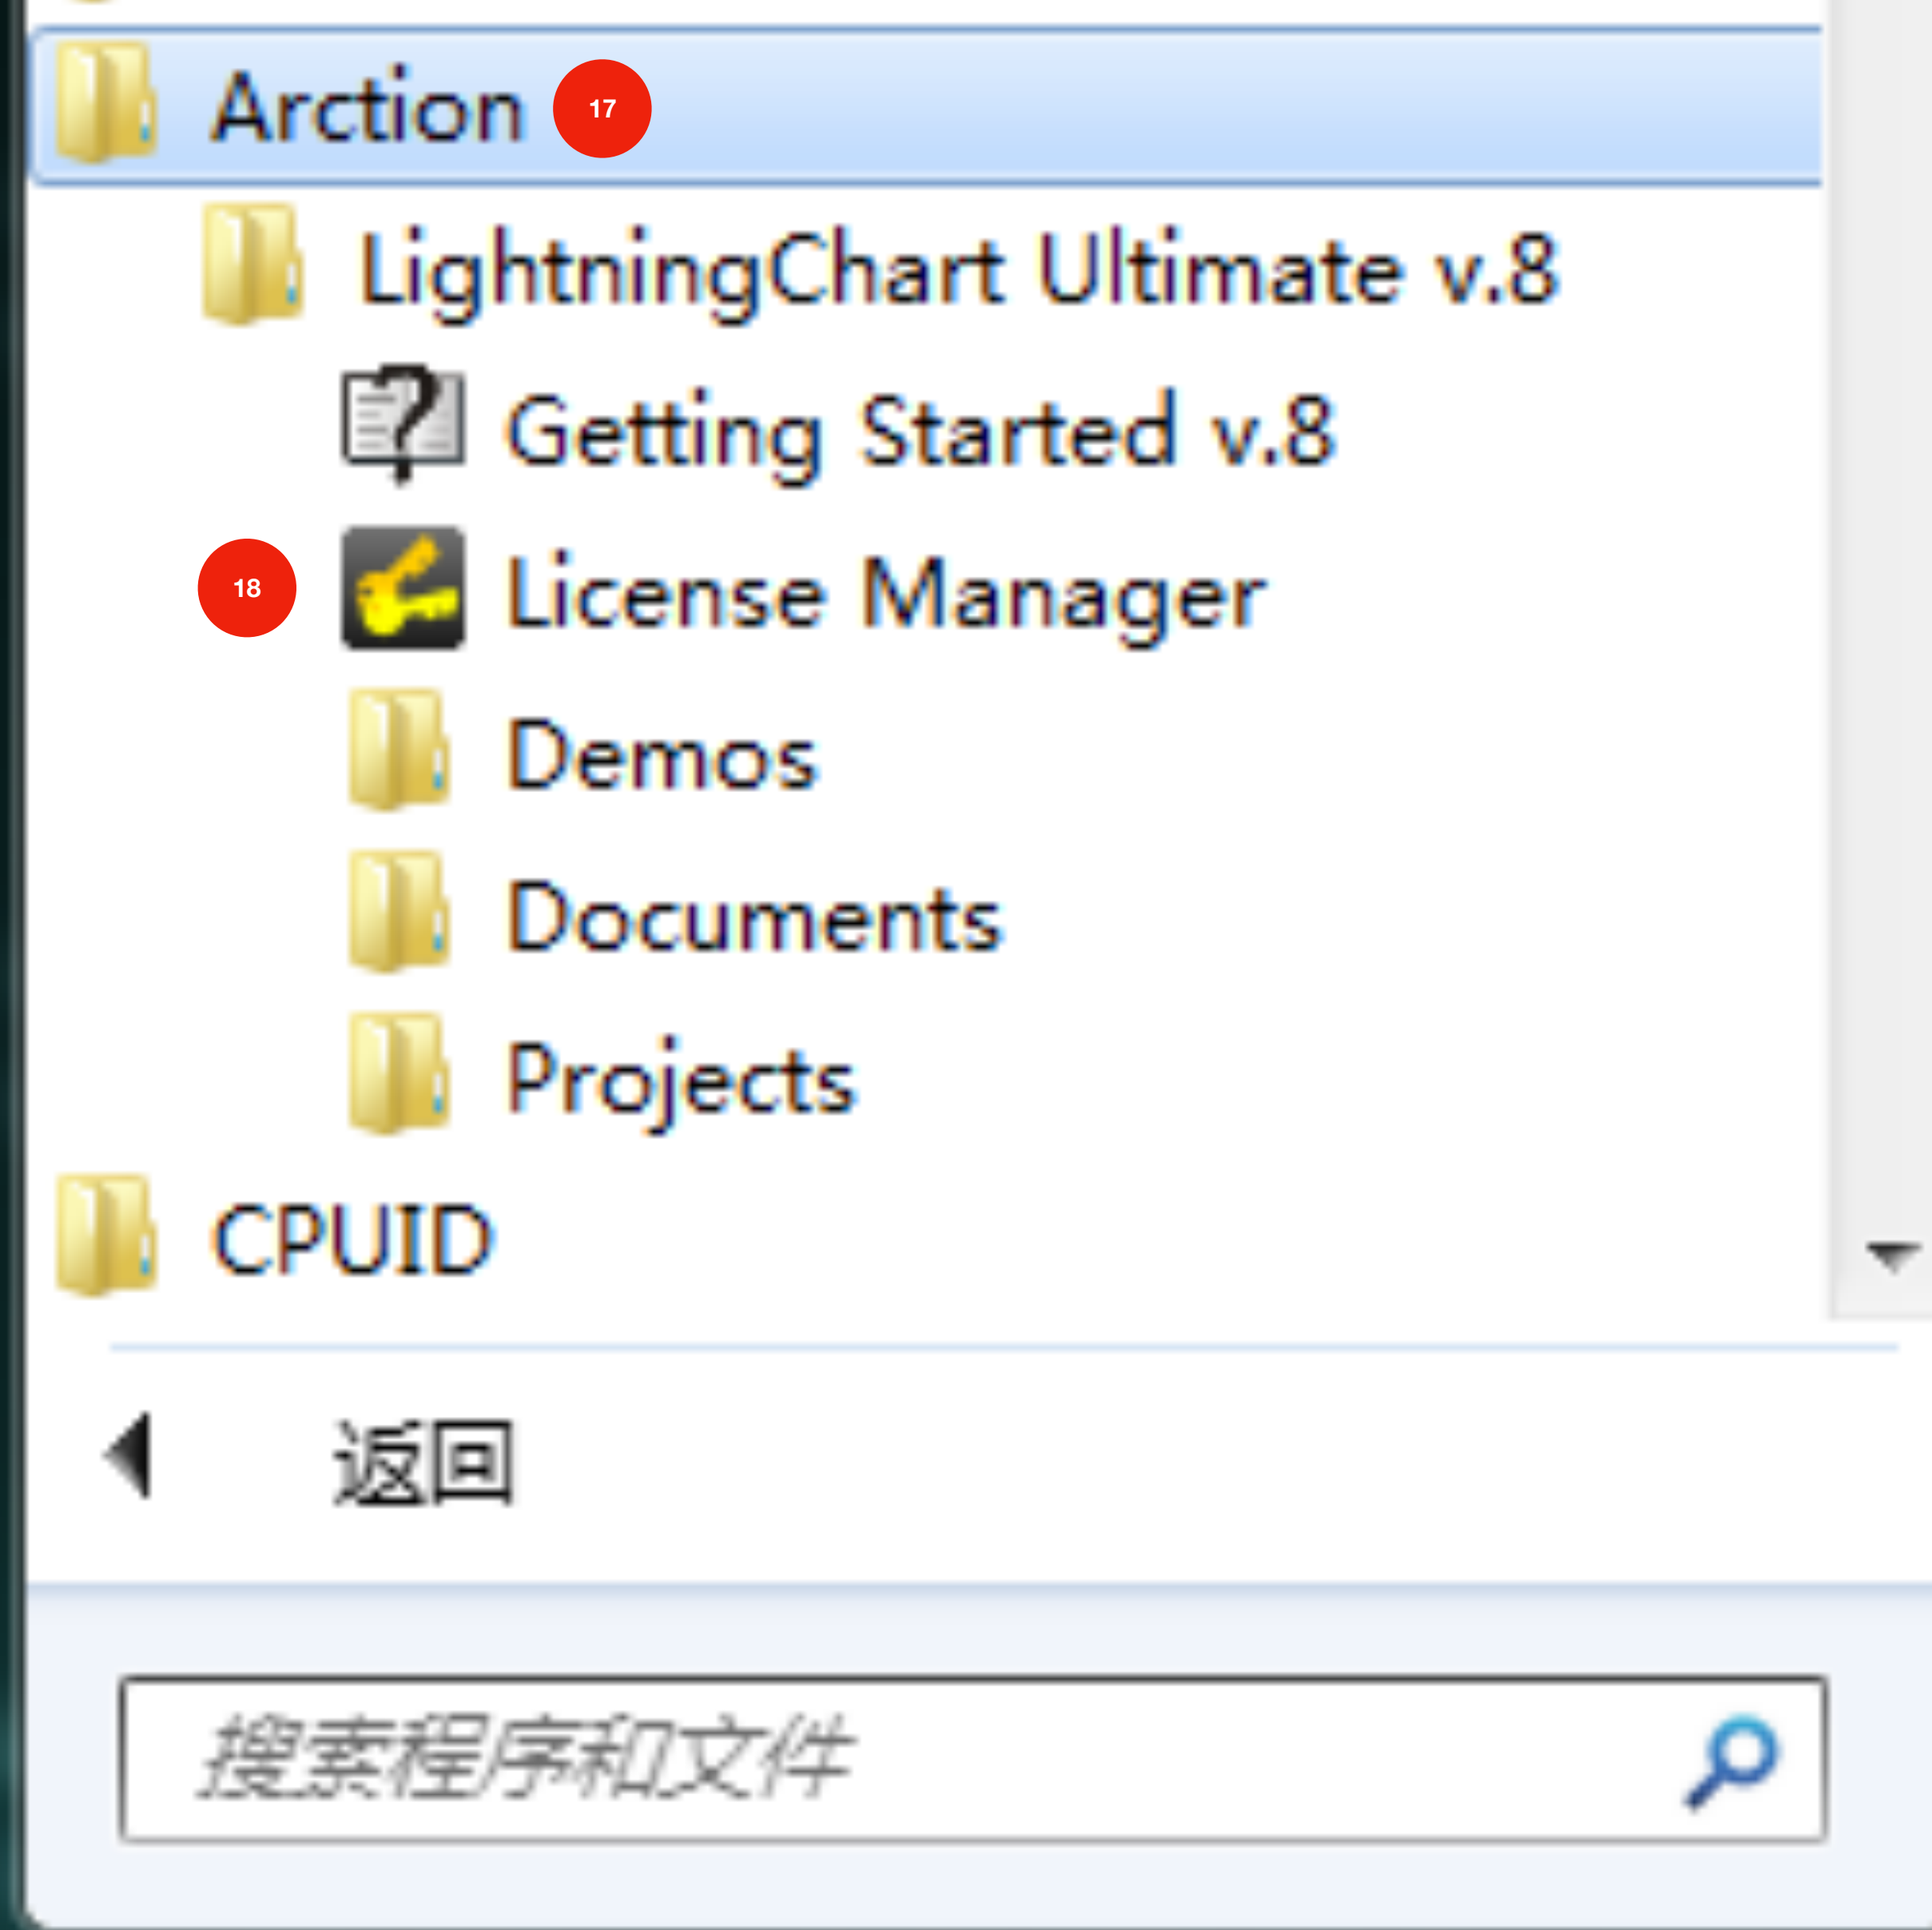 Arction 17
LightningChart Ultimate v.8
Getting Started v.8
18 License Manager
Demos
Documents
Projects
CPUID
返回
搜索程序和文件